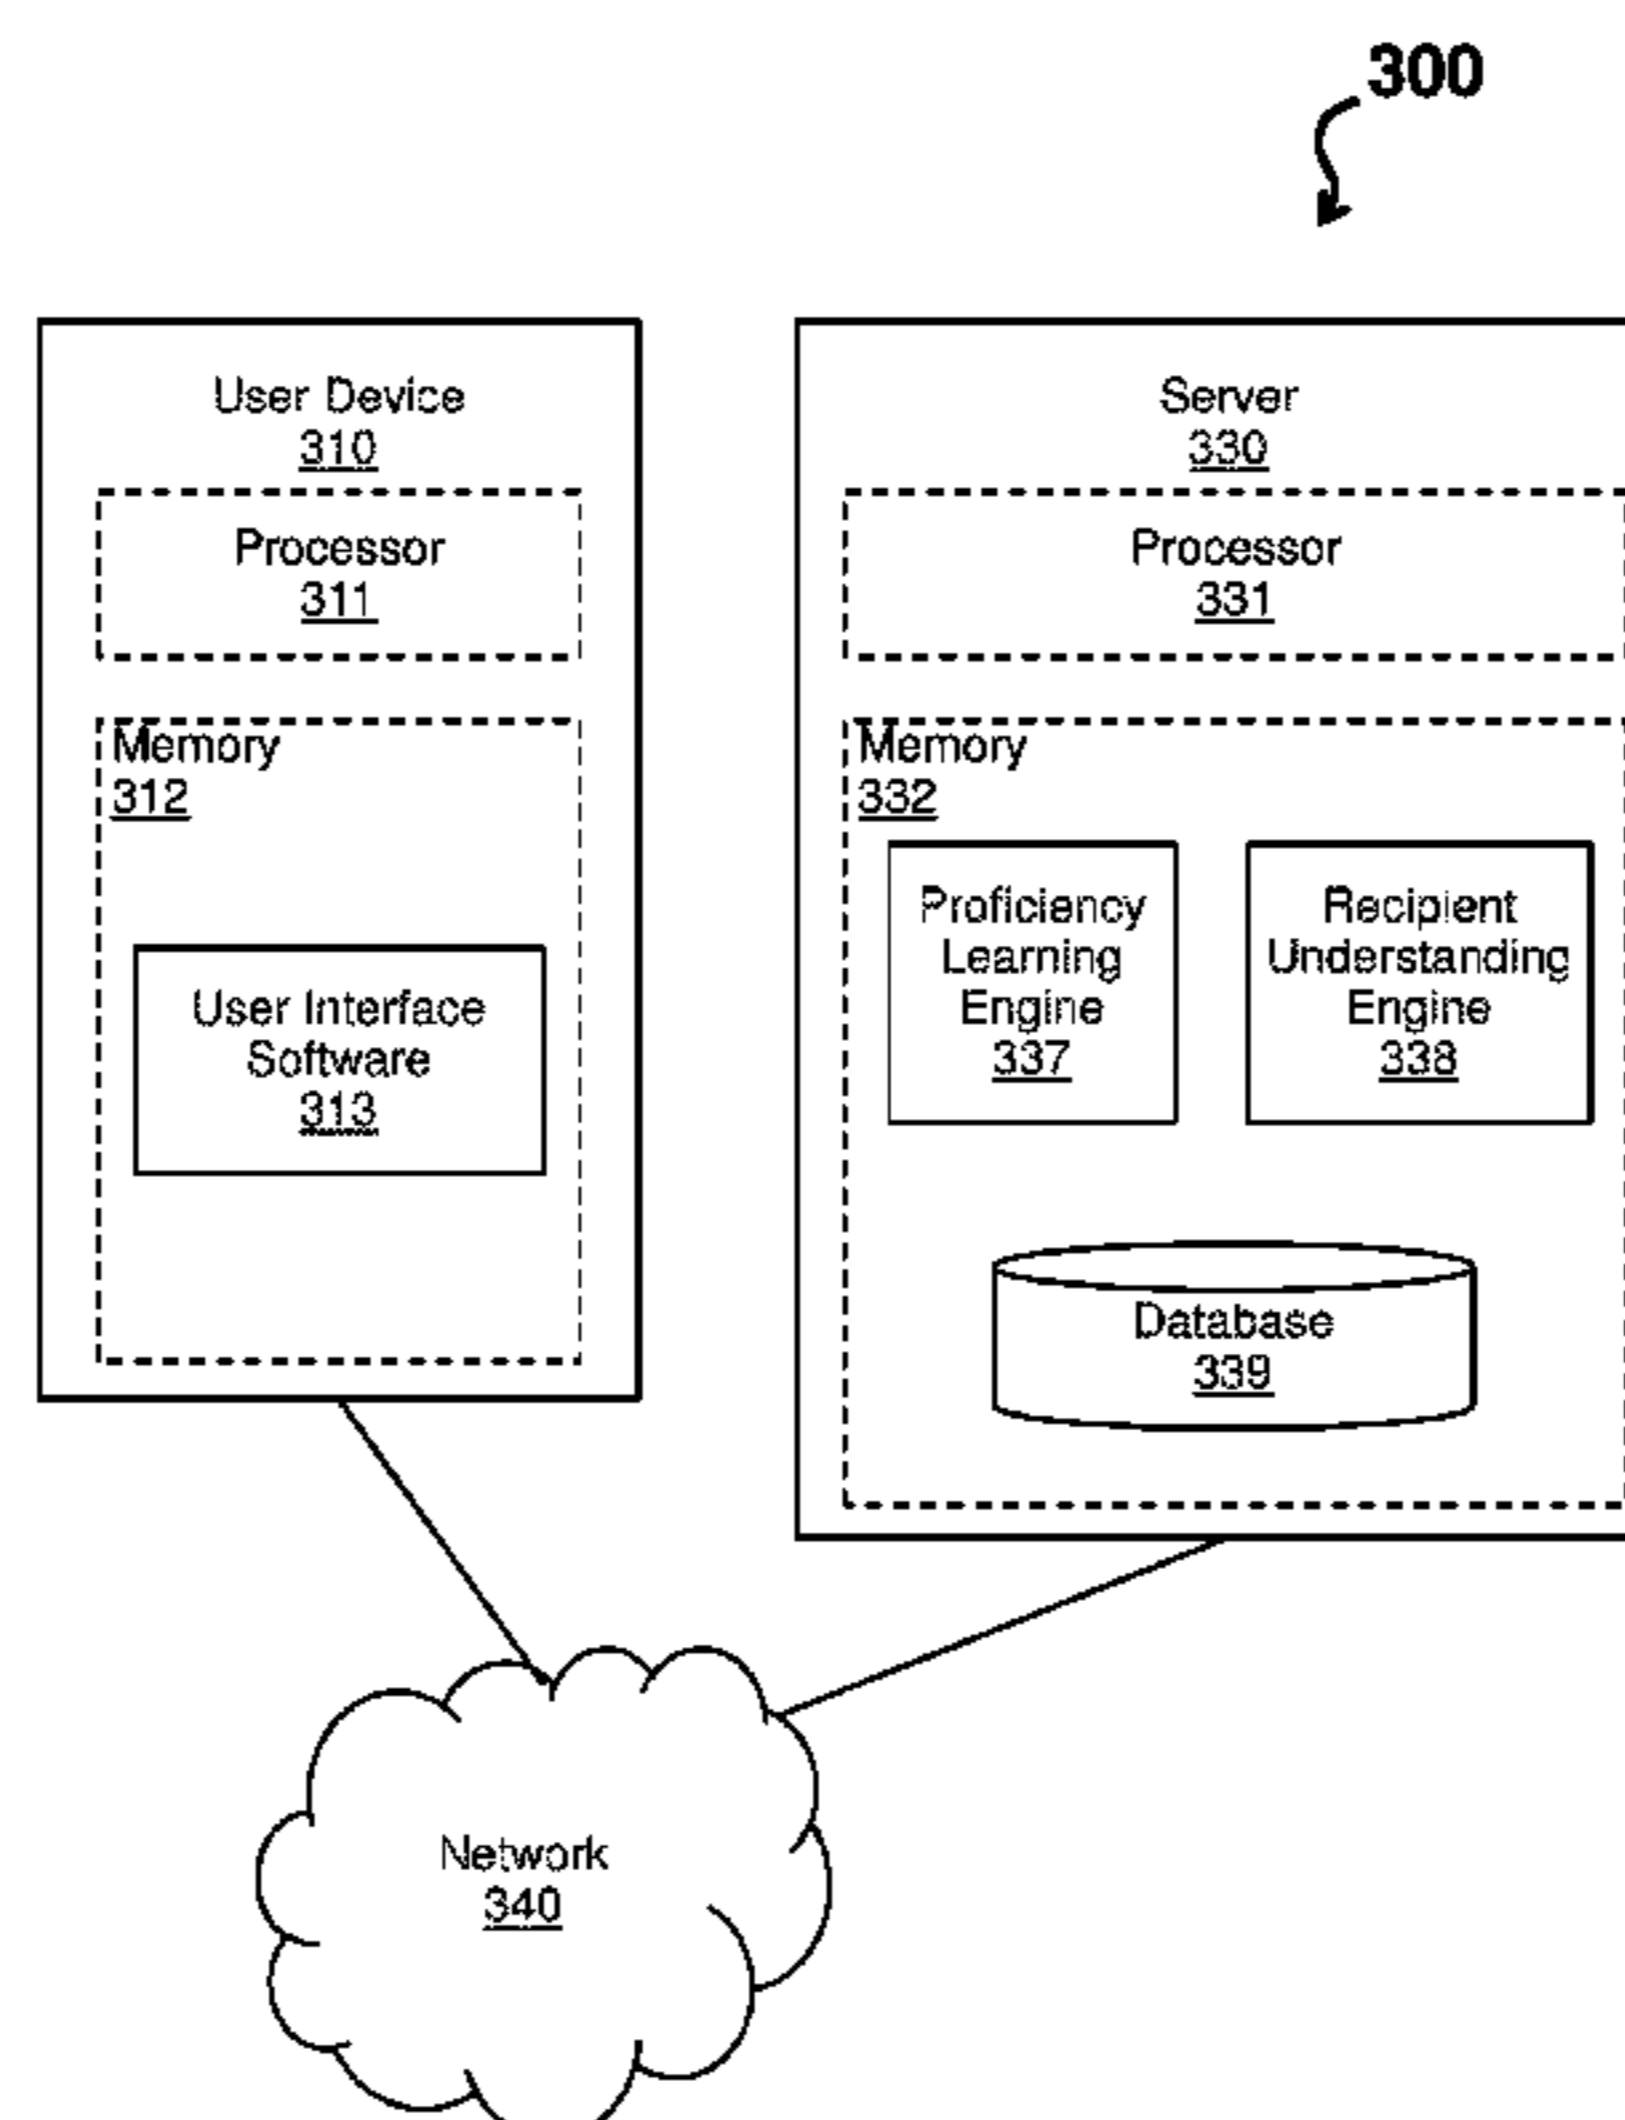 300
User Device
310
Processor
311
Memory
312
User Interface
Software
313
Server
330
Processor
331
Memory
332
Proficiency
Learning
Engine
337
Recipient
Understanding
Engine
338
Database
339
Network
340